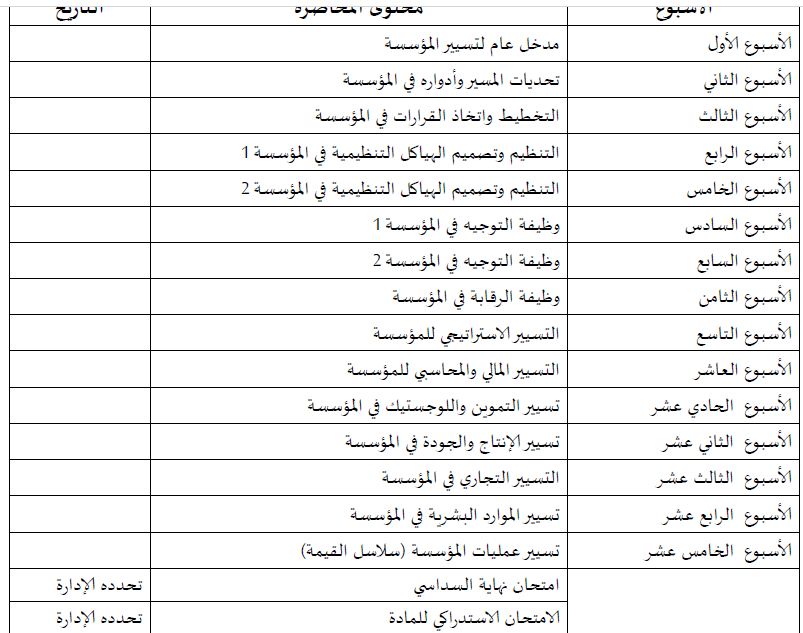 الأسبوع محتوى المحاضرة التاريخ
الأسبوع الأول مدخل عام لتسيير المؤسسة
الأسبوع الثاني تحديات المسير وأدواره في المؤسسة
الأسبوع الثالث التخطيط واتخاذ القرارات في المؤسسة
الأسبوع الرابع التنظيم وتصميم الهياكل التنظيمية في المؤسسة 1
الأسبوع الخامس التنظيم وتصميم الهياكل التنظيمية في المؤسسة 2
الأسبوع السادس وظيفة التوجيه في المؤسسة 1
الأسبوع السابع وظيفة التوجيه في المؤسسة 2
الأسبوع الثامن وظيفة الرقابة في المؤسسة
الأسبوع التاسع التسيير الاستراتيجي للمؤسسة
الأسبوع العاشر التسيير المالي والمحاسبي للمؤسسة
الأسبوع الحادي عشر تسيير التموين واللوجستيك في المؤسسة
الأسبوع الثاني عشر تسيير الإنتاج والجودة في المؤسسة
الأسبوع الثالث عشر التسيير التجاري في المؤسسة
الأسبوع الرابع عشر تسيير الموارد البشرية في المؤسسة
الأسبوع الخامس عشر تسيير عمليات المؤسسة (سلاسل القيمة)
امتحان نهاية السداسي تحدده الإدارة
الامتحان الاستدراكي للمادة تحدده الإدارة